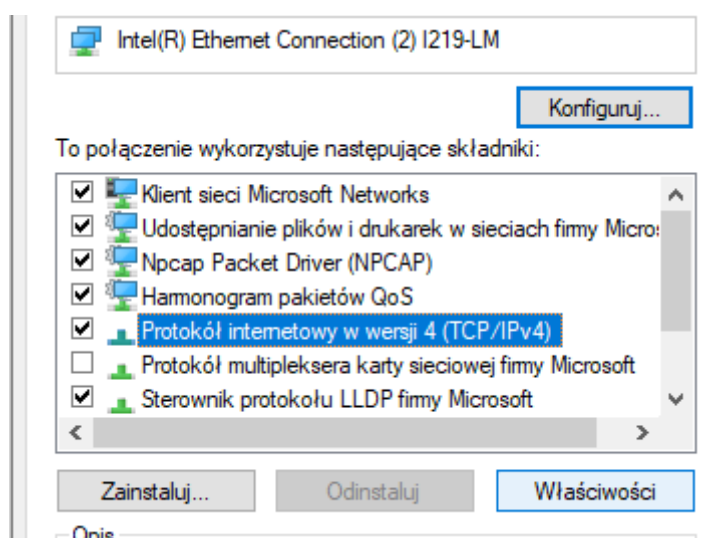 Intel(R) Ethernet Connection (2) I219-LM
Konfiguruj...
To połączenie wykorzystuje następujące składniki:
Klient sieci Microsoft Networks
Udostępnianie plików i drukarek w sieciach firmy Micros
Npcap Packet Driver (NPCAP)
Harmonogram pakietów QoS
Protokół internetowy w wersji 4 (TCP/IPv4)
Protokół multipleksera karty sieciowej firmy Microsoft
Sterownik protokołu LLDP firmy Microsoft
Zainstaluj...
Odinstaluj
Właściwości
Opis